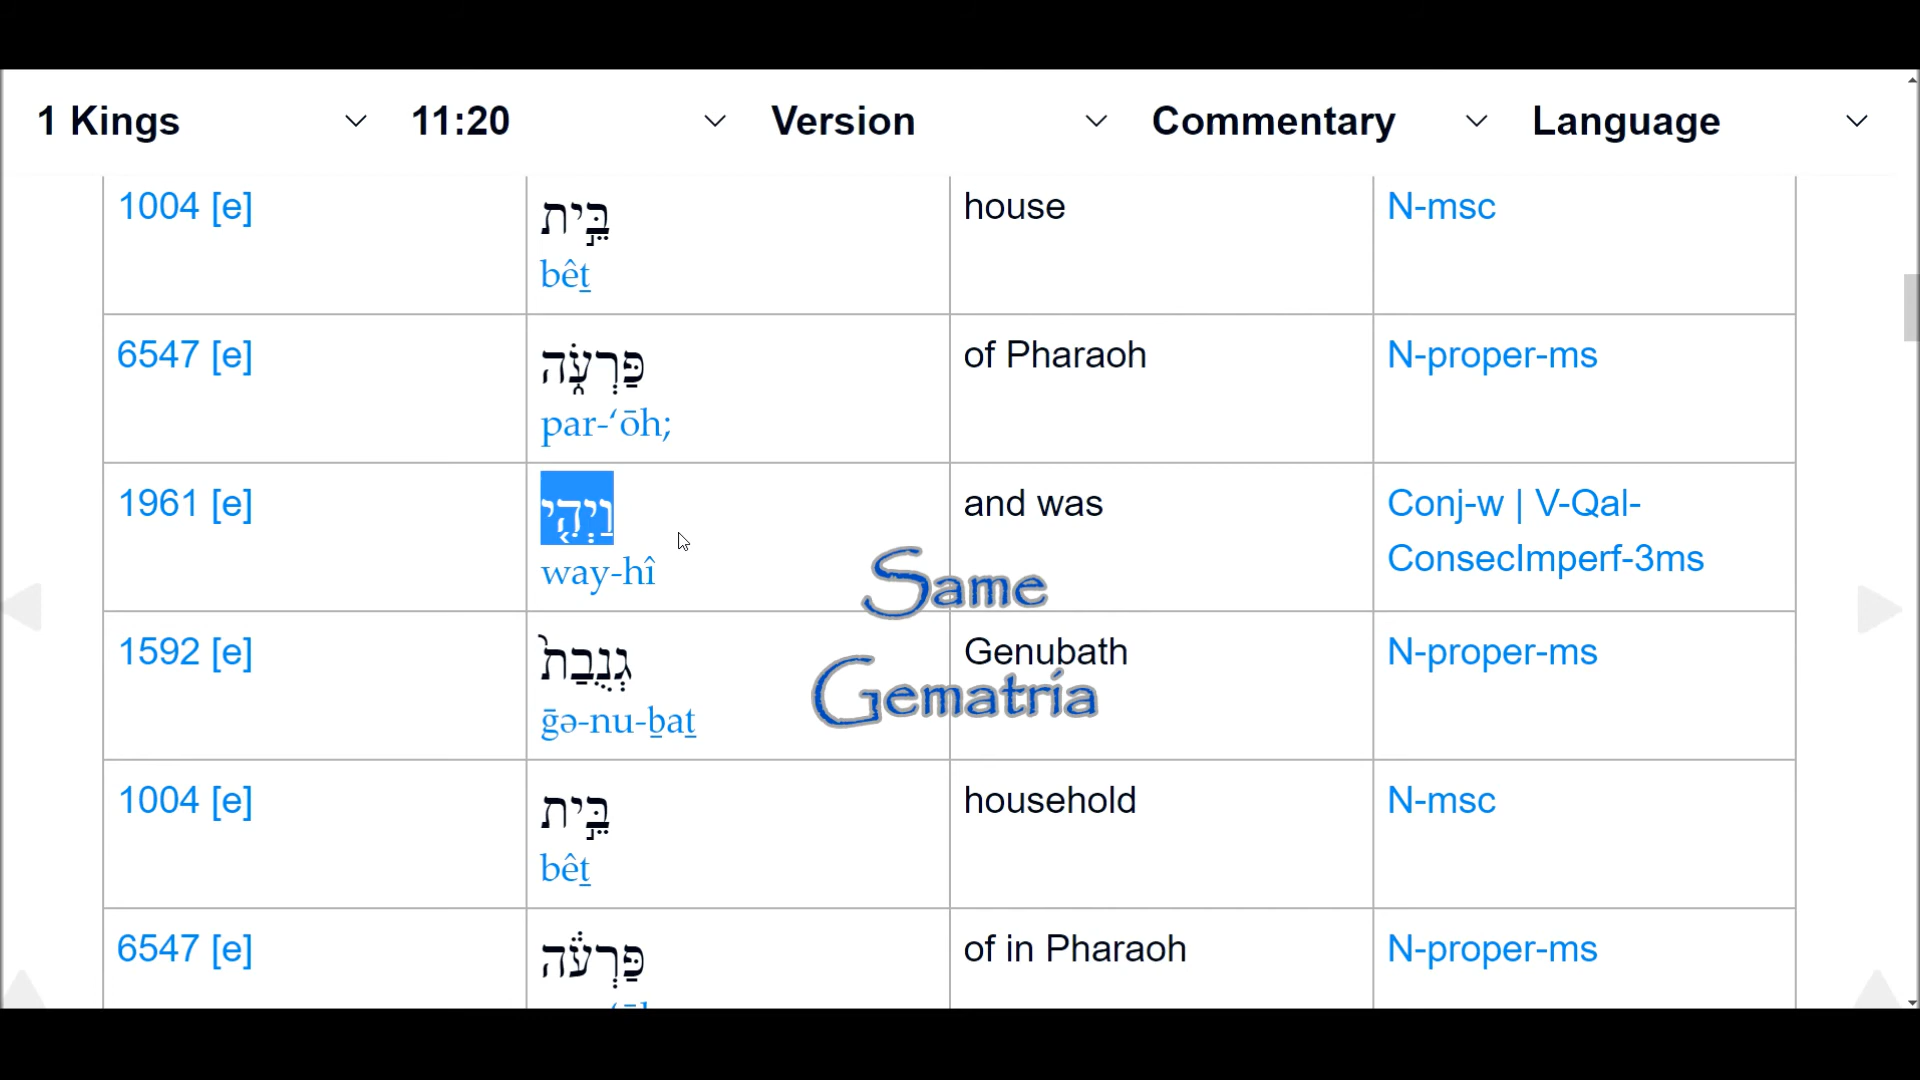 1 Kings 11:20 Version Commentary Language
1004 [e] בֵּ֣ית house N-msc
bêṯ
6547 [e] פַּרְעֹ֑ה of Pharaoh N-proper-ms
par-‘ōh;
1961 [e] וַיְהִ֤י and was Conj-w | V-Qal-
ConsecImperf-3ms
way-hî
Same
1592 [e] גְנֻבַת֙ Genubath N-proper-ms
Gematria
ḡə-nu-ḇaṯ
1004 [e] בֵּ֣ית household N-msc
bêṯ
6547 [e] פַּרְעֹ֔ה of in Pharaoh N-proper-ms